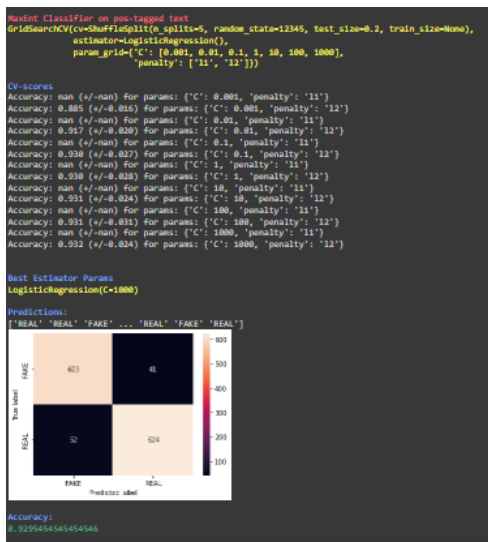 MaxEnt Classifier on pos-tagged text
GridSearchCV(cv=ShuffleSplit(n_splits=5, random_state=12345, test_size=0.2, train_size=None),
estimator=LogisticRegression(),
param_grid={'C': [0.001, 0.01, 0.1, 1, 10, 100, 1000],
'penalty': ['l1', 'l2']})
CV-scores
Accuracy: nan (+/-nan) for params: {'C': 0.001, 'penalty': 'l1'}
Accuracy: 0.885 (+/-0.016) for params: {'C': 0.001, 'penalty': 'l2'}
Accuracy: nan (+/-nan) for params: {'C': 0.01, 'penalty': 'l1'}
Accuracy: 0.917 (+/-0.020) for params: {'C': 0.01, 'penalty': 'l2'}
Accuracy: nan (+/-nan) for params: {'C': 0.1, 'penalty': 'l1'}
Accuracy: 0.930 (+/-0.027) for params: {'C': 0.1, 'penalty': 'l2'}
Accuracy: nan (+/-nan) for params: {'C': 1, 'penalty': 'l1'}
Accuracy: 0.930 (+/-0.028) for params: {'C': 1, 'penalty': 'l2'}
Accuracy: nan (+/-nan) for params: {'C': 10, 'penalty': 'l1'}
Accuracy: 0.931 (+/-0.024) for params: {'C': 10, 'penalty': 'l2'}
Accuracy: nan (+/-nan) for params: {'C': 100, 'penalty': 'l1'}
Accuracy: 0.931 (+/-0.031) for params: {'C': 100, 'penalty': 'l2'}
Accuracy: nan (+/-nan) for params: {'C': 1000, 'penalty': 'l1'}
Accuracy: 0.932 (+/-0.024) for params: {'C': 1000, 'penalty': 'l2'}
Best Estimator Params
LogisticRegression(C=1000)
Predictions:
['REAL' 'REAL' 'FAKE' ... 'REAL' 'FAKE' 'REAL']
600
500
400
300
200
100
FAKE
REAL
True label
603
41
52
624
FAKE
REAL
Predicted label
Accuracy:
0.9295454545454546